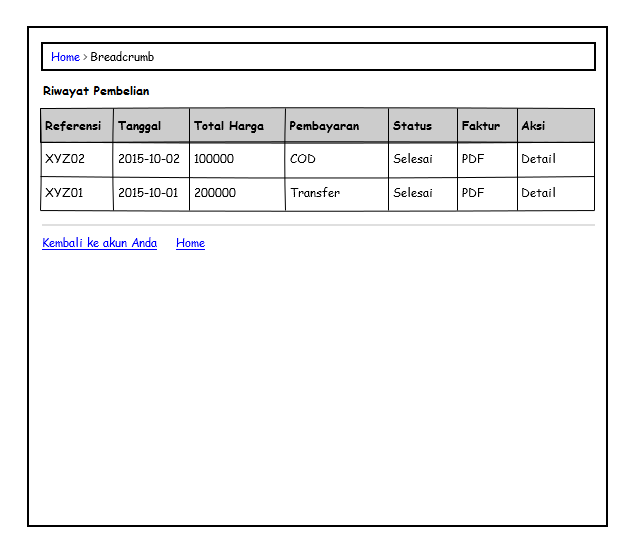 Home > Breadcrumb
Riwayat Pembelian
Referensi Tanggal Total Harga Pembayaran Status Faktur Aksi
XYZ02 2015-10-02 100000 COD Selesai PDF Detail
XYZ01 2015-10-01 200000 Transfer Selesai PDF Detail
Kembali ke akun Anda Home